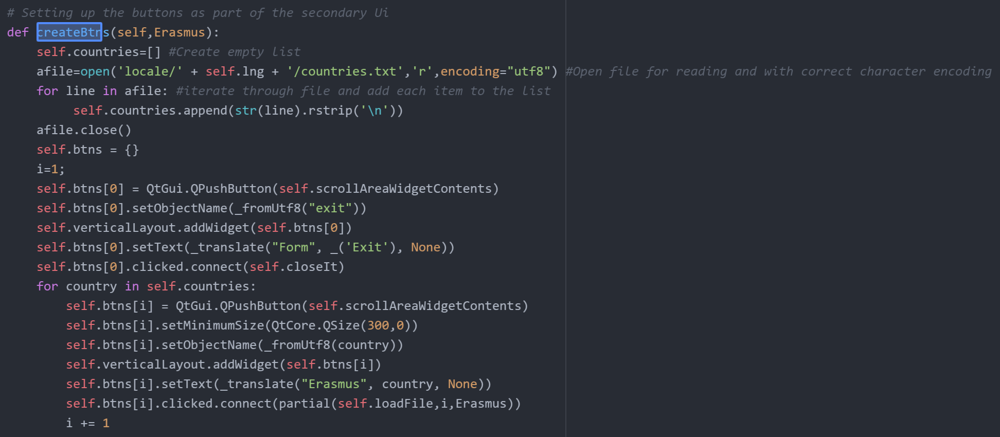 # Setting up the buttons as part of the secondary Ui
def createBtns(self,Erasmus):
    self.countries=[] #Create empty list
    afile=open('locale/' + self.lng + '/countries.txt','r',encoding="utf8") #Open file for reading and with correct character encoding
    for line in afile: #iterate through file and add each item to the list
         self.countries.append(str(line).rstrip('\n'))
    afile.close()
    self.btns = {}
    i=1;
    self.btns[0] = QtGui.QPushButton(self.scrollAreaWidgetContents)
    self.btns[0].setObjectName(_fromUtf8("exit"))
    self.verticalLayout.addWidget(self.btns[0])
    self.btns[0].setText(_translate("Form", _('Exit'), None))
    self.btns[0].clicked.connect(self.closeIt)
    for country in self.countries:
        self.btns[i] = QtGui.QPushButton(self.scrollAreaWidgetContents)
        self.btns[i].setMinimumSize(QtCore.QSize(300,0))
        self.btns[i].setObjectName(_fromUtf8(country))
        self.verticalLayout.addWidget(self.btns[i])
        self.btns[i].setText(_translate("Erasmus", country, None))
        self.btns[i].clicked.connect(partial(self.loadFile,i,Erasmus))
        i += 1